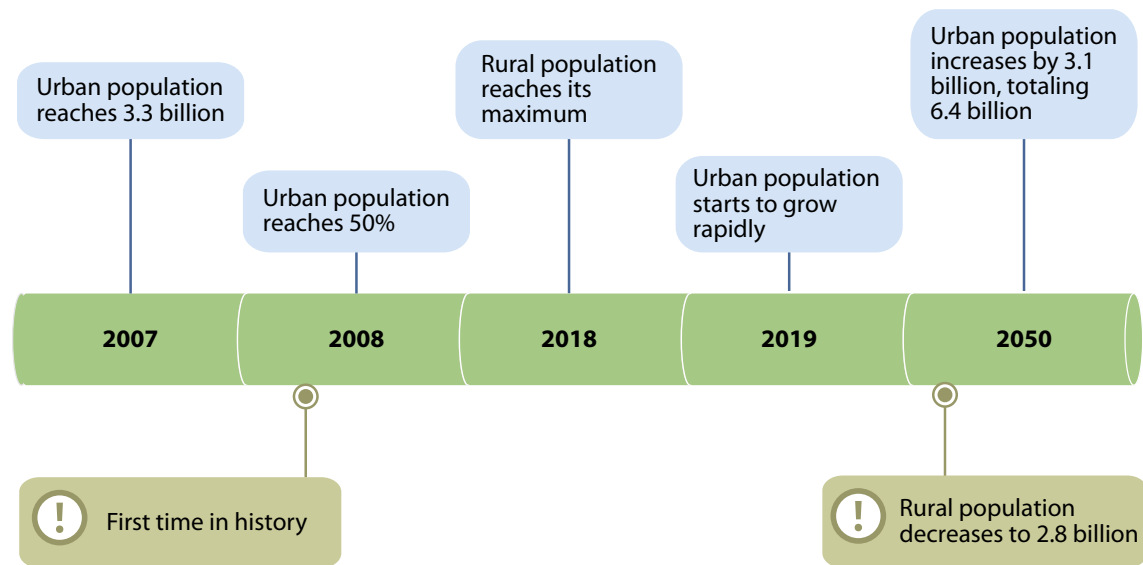 Urban population
reaches 3.3 billion
Urban population
reaches 50%
Rural population
reaches its
maximum
Urban population
starts to grow
rapidly
Urban population
increases by 3.1
billion, totaling
6.4 billion
2007
2008
2018
2019
2050
First time in history
Rural population
decreases to 2.8 billion